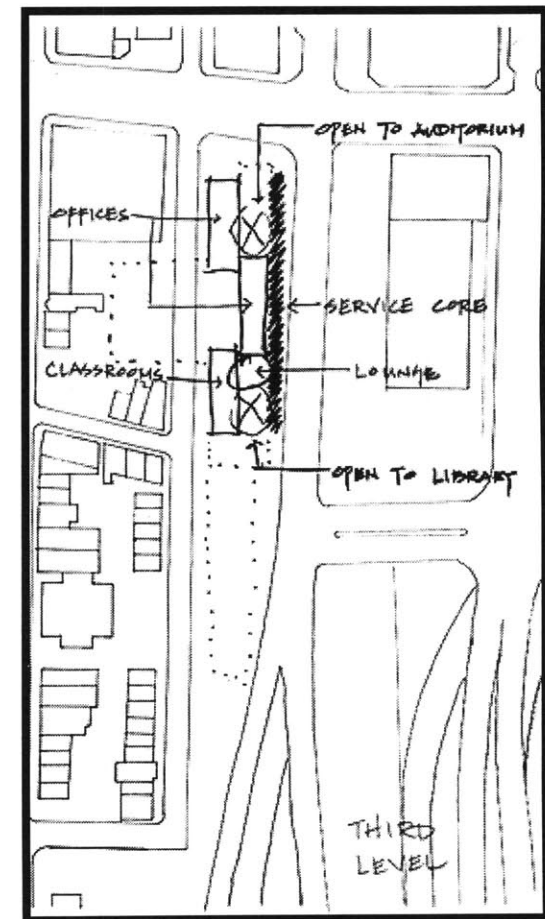 OPEN TO AUDITORIUM
OFFICES
SERVICE CORE
CLASSROOMS
LOUNGE
OPEN TO LIBRARY
THIRD
LEVEL